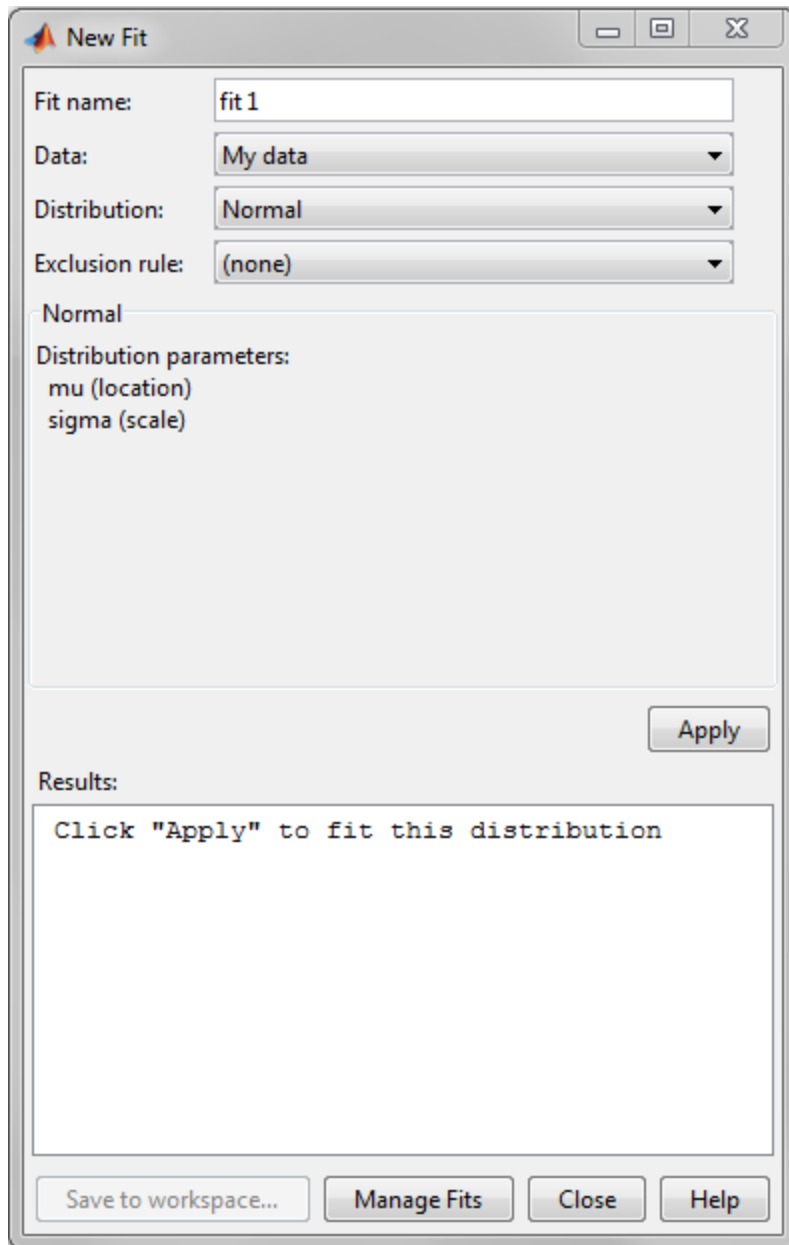 New Fit
Fit name: fit 1
Data: My data
Distribution: Normal
Exclusion rule: (none)
Normal
Distribution parameters:
mu (location)
sigma (scale)
Apply
Results:
Click "Apply" to fit this distribution
Save to workspace... Manage Fits Close Help